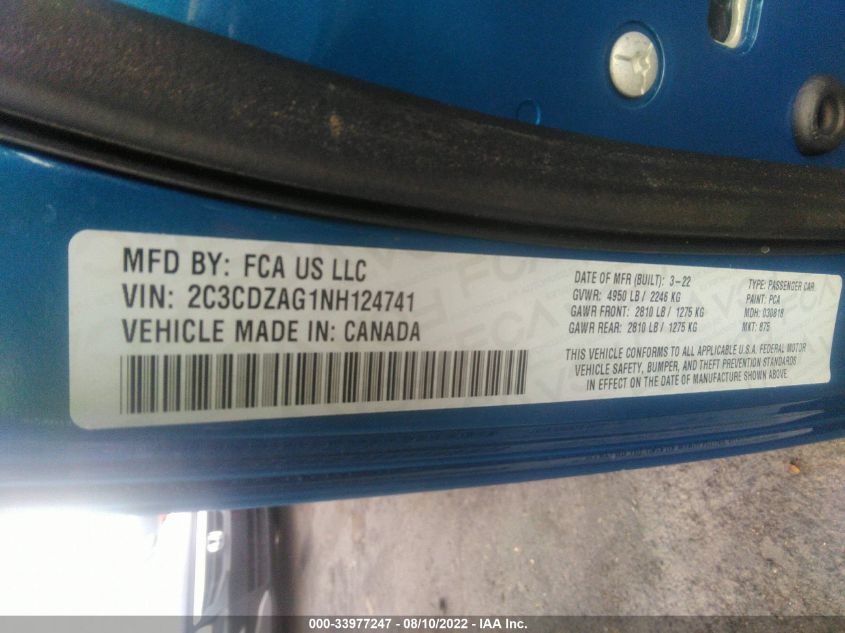 MFD BY: FCA US LLC
VIN: 2C3CDZAG1NH124741
VEHICLE MADE IN: CANADA
DATE OF MFR (BUILT): 3-22
GVWR: 4950 LB / 2246 KG
GAWR FRONT: 2810 LB / 1275 KG
GAWR REAR: 2810 LB / 1275 KG
TYPE: PASSENGER CAR
PAINT: PCA
MDH: 030818
MKT: 875
THIS VEHICLE CONFORMS TO ALL APPLICABLE U.S.A. FEDERAL MOTOR
VEHICLE SAFETY, BUMPER, AND THEFT PREVENTION STANDARDS
IN EFFECT ON THE DATE OF MANUFACTURE SHOWN ABOVE.
000-33977247 - 08/10/2022 - © IAA Inc.